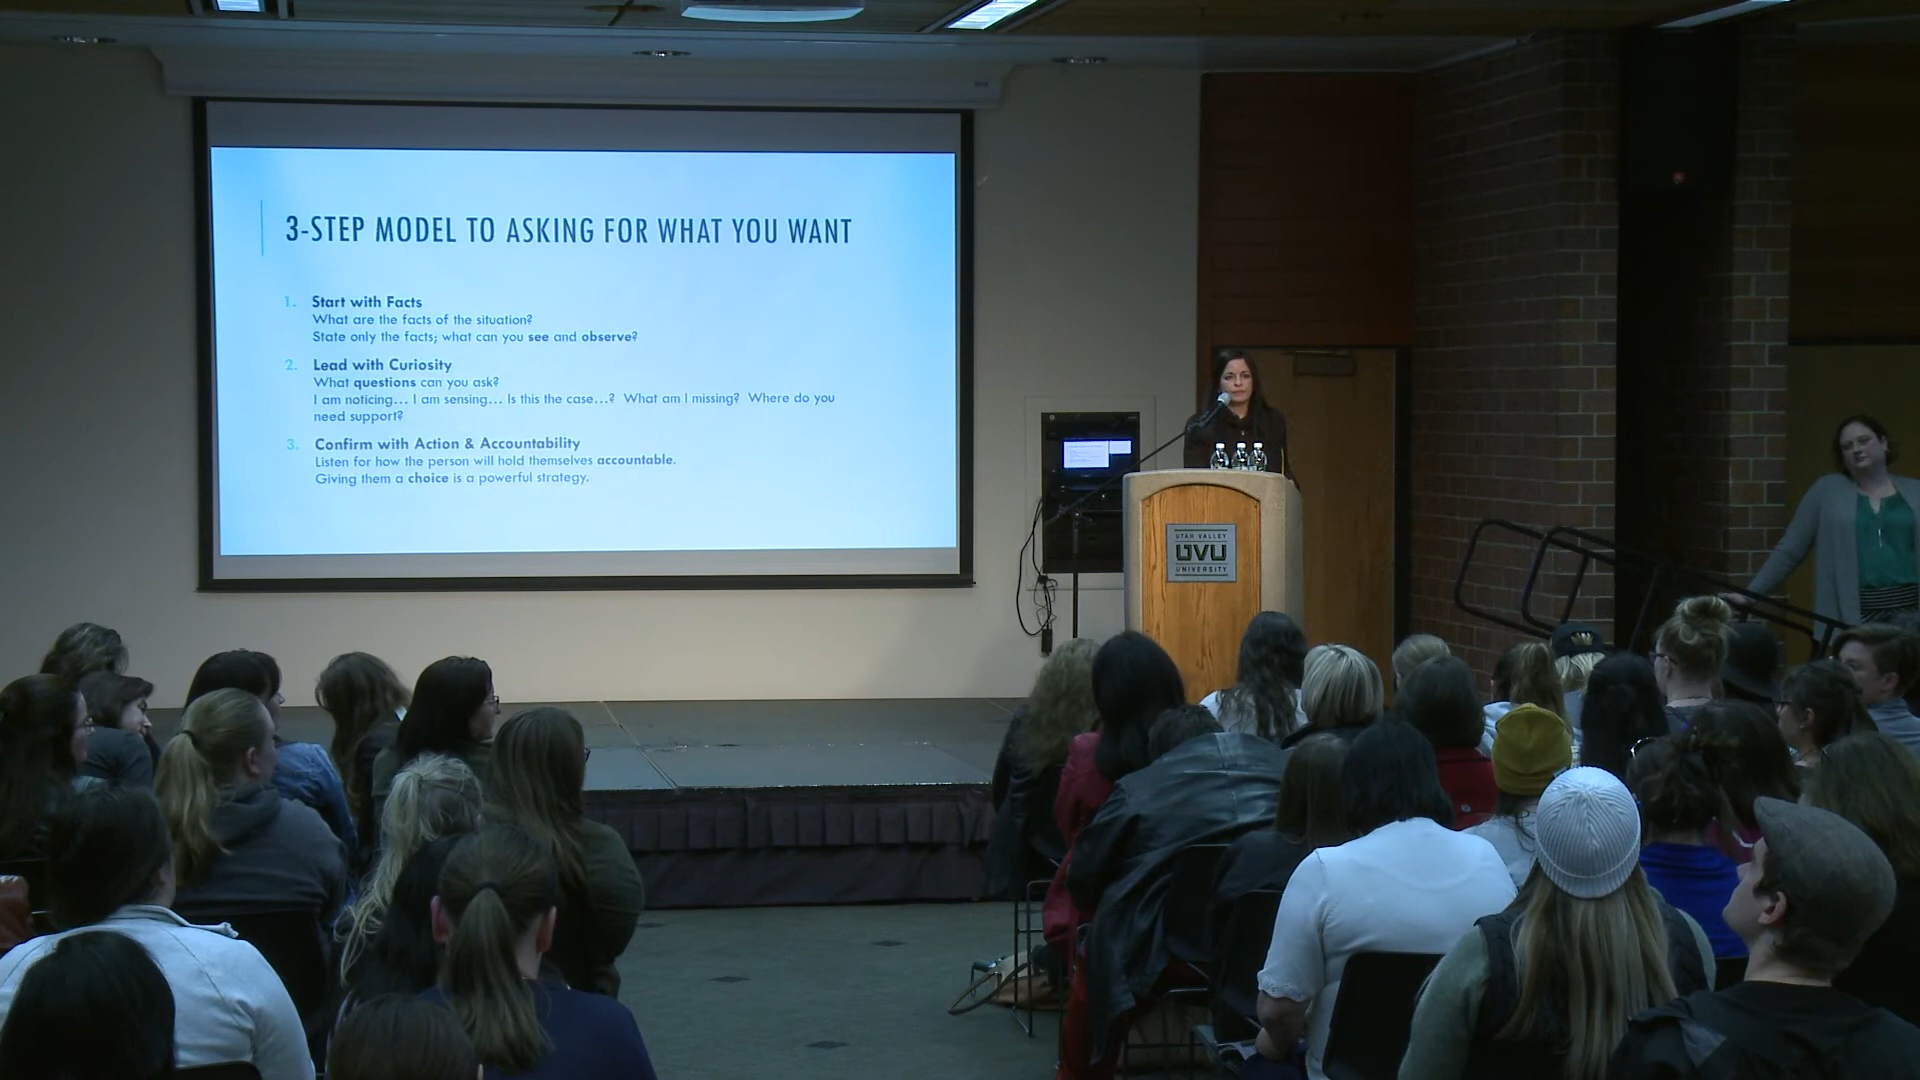 3-STEP MODEL TO ASKING FOR WHAT YOU WANT
1. Start with Facts
What are the facts of the situation?
State only the facts; what can you see and observe?
2. Lead with Curiosity
What questions can you ask?
I am noticing... I am sensing... Is this the case...? What am I missing? Where do you
need support?
3. Confirm with Action & Accountability
Listen for how the person will hold themselves accountable.
Giving them a choice is a powerful strategy.
UTAH VALLEY
UVU
UNIVERSITY